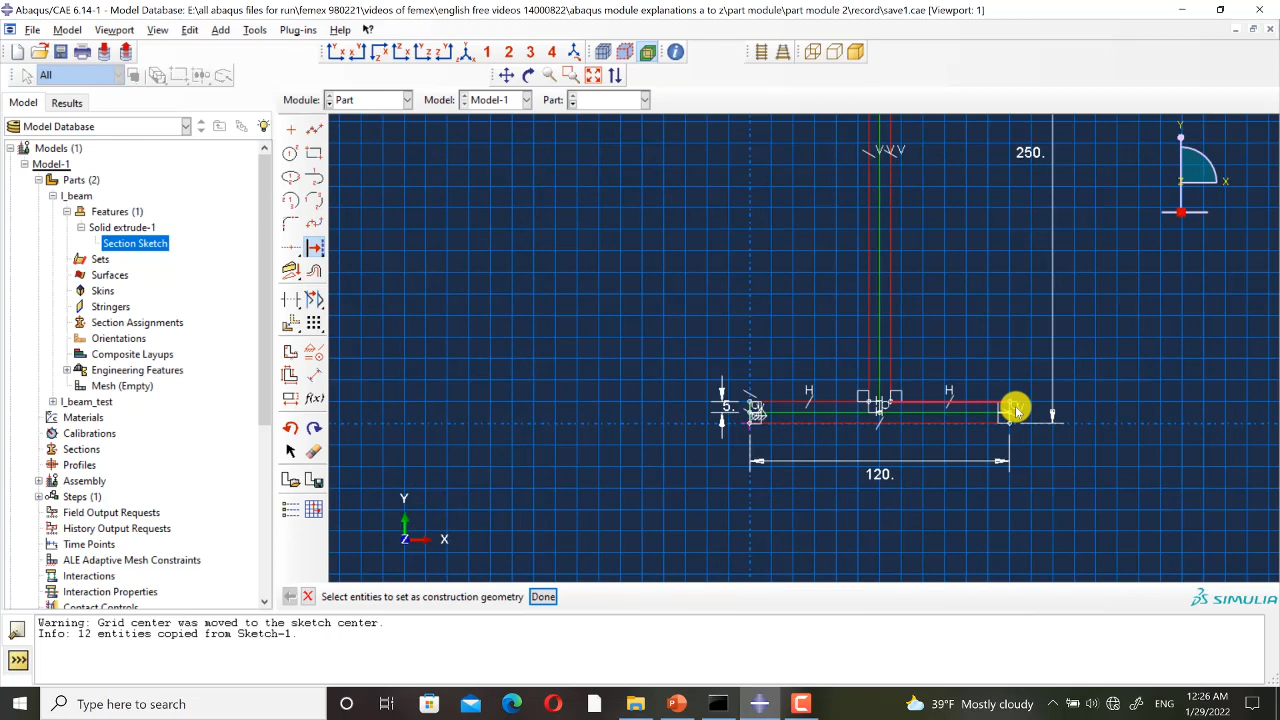 Abaqus/CAE 6.14-1 - Model Database: E:\all abaqus for run\femex 980221\videos of femex\english free videos 14000822\abaqus module explanations a to z\part module\part module 2\record\save1.cae [Viewport: 1]
File Model Viewport View Edit Add Tools Plug-ins Help
1 2 3 4
All
Model Results
Module: Part Model: Model-1 Part:
Model Database
Models (1)
Model-1
Parts (2)
I_beam
Features (1)
Solid extrude-1
Section Sketch
Sets
Surfaces
Skins
Stringers
Section Assignments
Orientations
Composite Layups
Engineering Features
Mesh (Empty)
I_beam_test
Materials
Calibrations
Sections
Profiles
Assembly
Steps (1)
Field Output Requests
History Output Requests
Time Points
ALE Adaptive Mesh Constraints
Interactions
Interaction Properties
Contact Controls
f(x)
250.
V V V
H
H
5.
120.
Y
Z
X
Y
Z
X
Select entities to set as construction geometry Done
SIMULIA
Warning: Grid center was moved to the sketch center.
Info: 12 entities copied from Sketch-1.
>>>
Type here to search
39°F Mostly cloudy
ENG
12:26 AM
1/29/2022